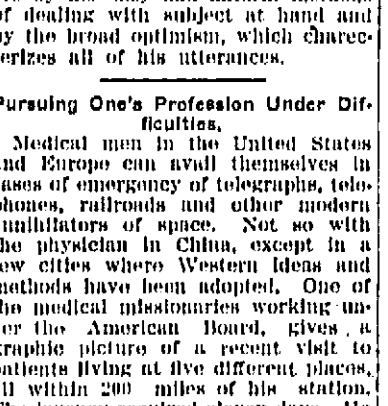 of dealing with subject at hand and
by the broad optimism, which charec-
terizes all of his utterances.
Pursuing One's Profession Under Dif-
ficulties.
Medical men in the United States
and Europe can avail themselves in
cases of emergency of telegraphs, tele-
phones, railroads and other modern
annihilators of space. Not so with
the physician in China, except in a
few cities where Western ideas and
methods have been adopted. One of
the medical missionaries working un-
der the American Board, gives a
graphic picture of a recent visit to
patients living at five different places,
all within 200 miles of his station.